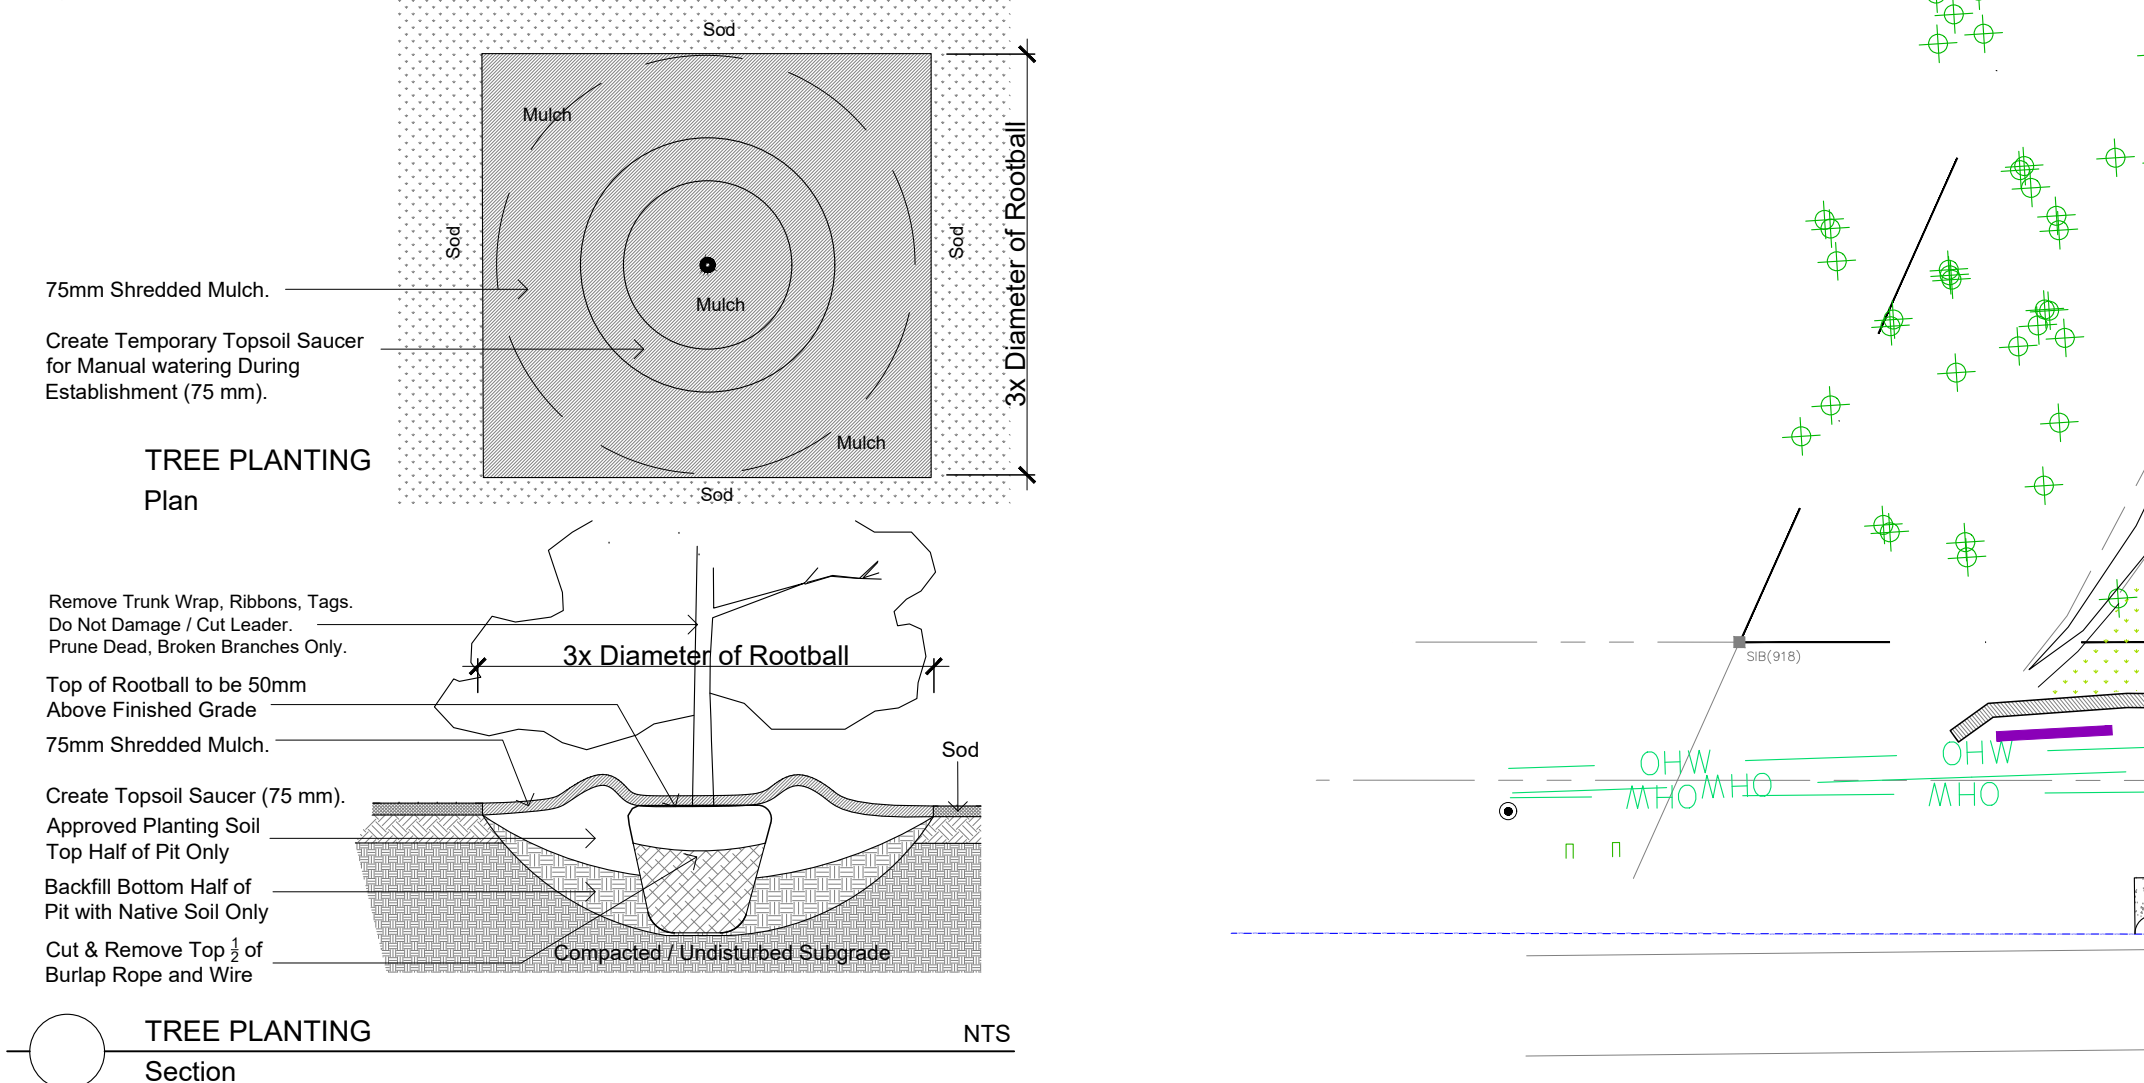 Sod
Mulch
3x Diameter of Rootball
Sod
Sod
75mm Shredded Mulch.
Mulch
Create Temporary Topsoil Saucer
for Manual watering During
Establishment (75 mm).
Mulch
TREE PLANTING
Plan
Sod
Remove Trunk Wrap, Ribbons, Tags.
Do Not Damage / Cut Leader.
Prune Dead, Broken Branches Only.
3x Diameter of Rootball
Top of Rootball to be 50mm
Above Finished Grade
75mm Shredded Mulch.
Sod
Create Topsoil Saucer (75 mm).
Approved Planting Soil
Top Half of Pit Only
Backfill Bottom Half of
Pit with Native Soil Only
Cut & Remove Top 1/2 of
Burlap Rope and Wire
Compacted / Undisturbed Subgrade
TREE PLANTING
NTS
Section
SIB(918)
OHW
OHW
OHW
OHW
OHW